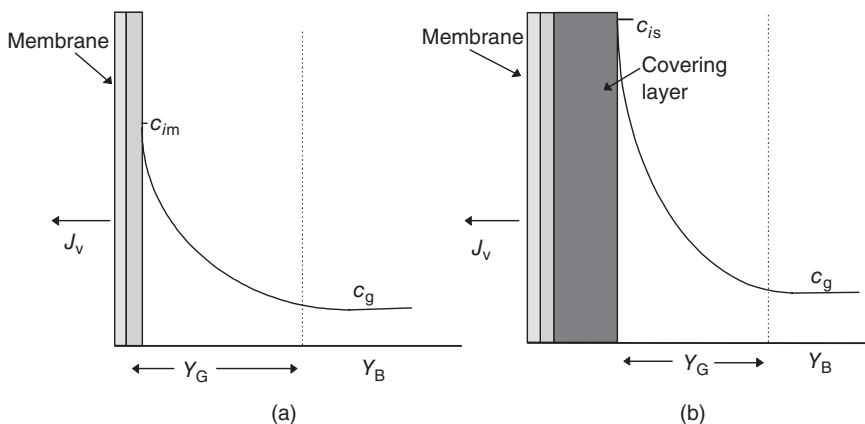 Membrane
c_im
J_v
c_g
Y_G
Y_B
(a)
Membrane
c_is
Covering
layer
J_v
c_g
Y_G
Y_B
(b)